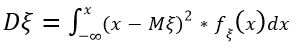 Dξ = ∫_{-∞}^{x} (x − Mξ)² * f_ξ(x)dx